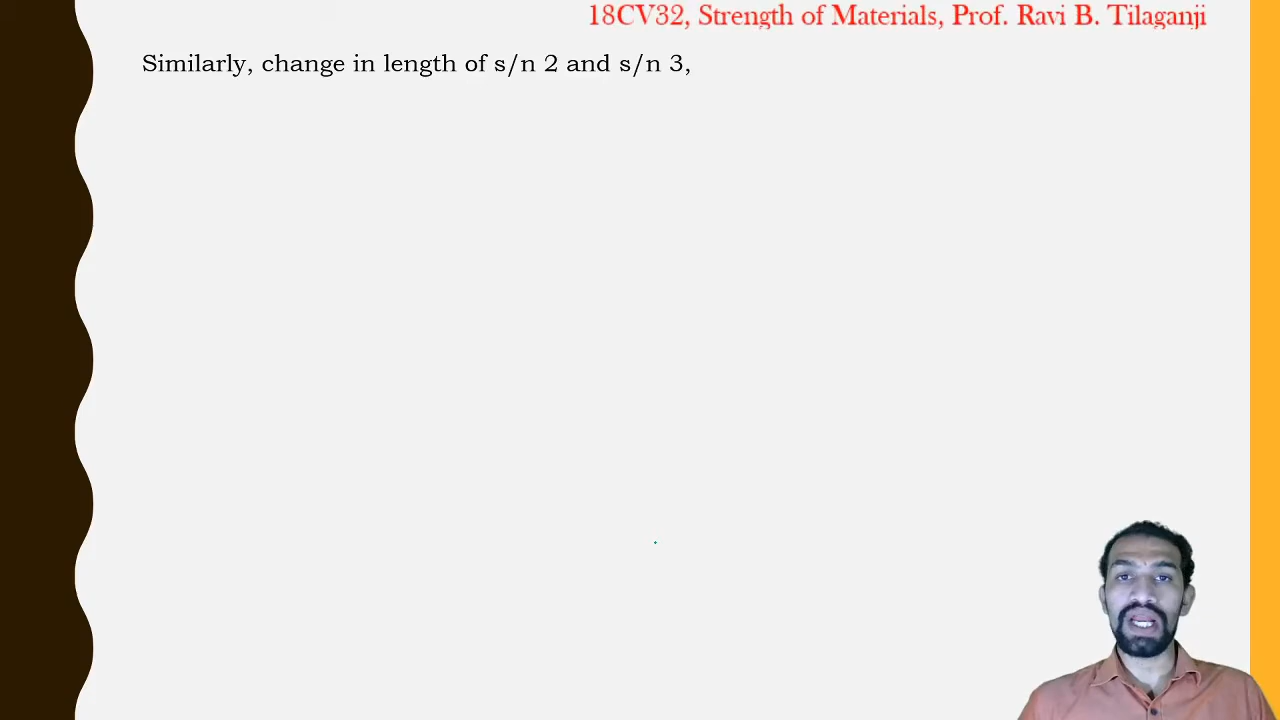 18CV32, Strength of Materials, Prof. Ravi B. Tilaganji
Similarly, change in length of s/n 2 and s/n 3,